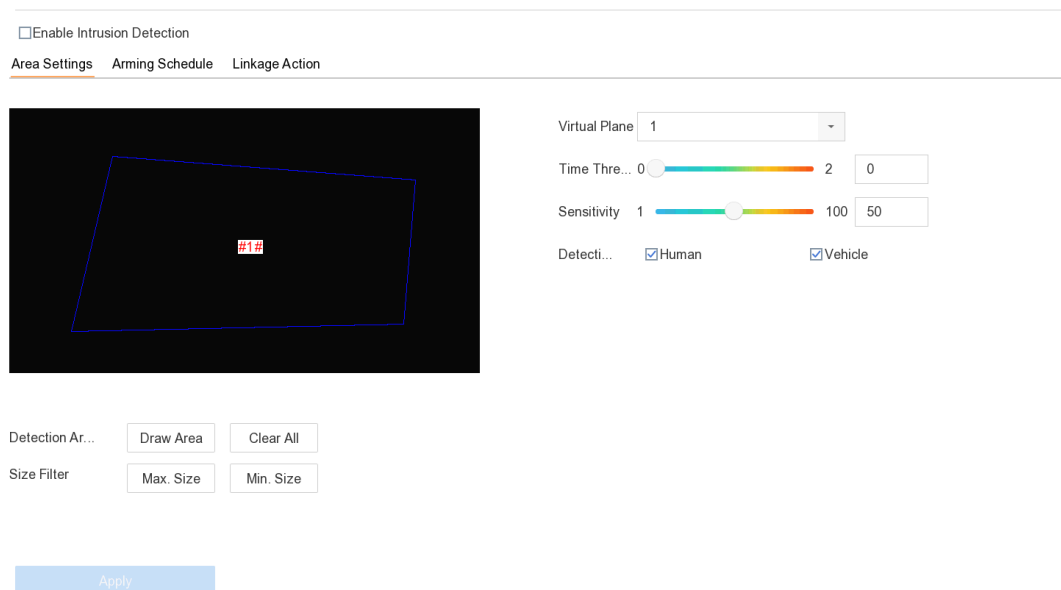 Enable Intrusion Detection
Area Settings Arming Schedule Linkage Action
#1#
Virtual Plane 1
Time Thre... 0 2 0
Sensitivity 1 100 50
Detecti... Human Vehicle
Detection Ar... Draw Area Clear All
Size Filter Max. Size Min. Size
Apply